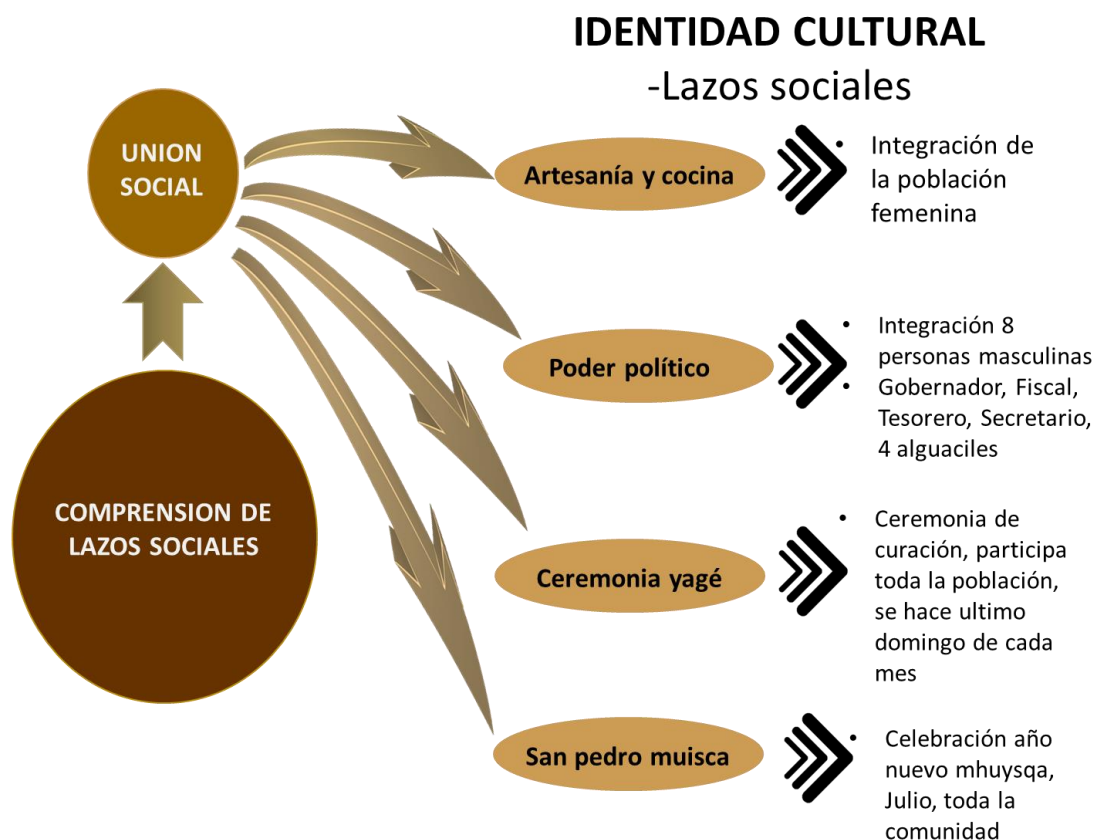 IDENTIDAD CULTURAL
-Lazos sociales
UNION
SOCIAL
COMPRENSION DE
LAZOS SOCIALES
Artesanía y cocina
• Integración de
la población
femenina
Poder político
• Integración 8
personas masculinas
• Gobernador, Fiscal,
Tesorero, Secretario,
4 alguaciles
Ceremonia yagé
• Ceremonia de
curación, participa
toda la población,
se hace ultimo
domingo de cada
mes
San pedro muisca
• Celebración año
nuevo mhuysqa,
Julio, toda la
comunidad